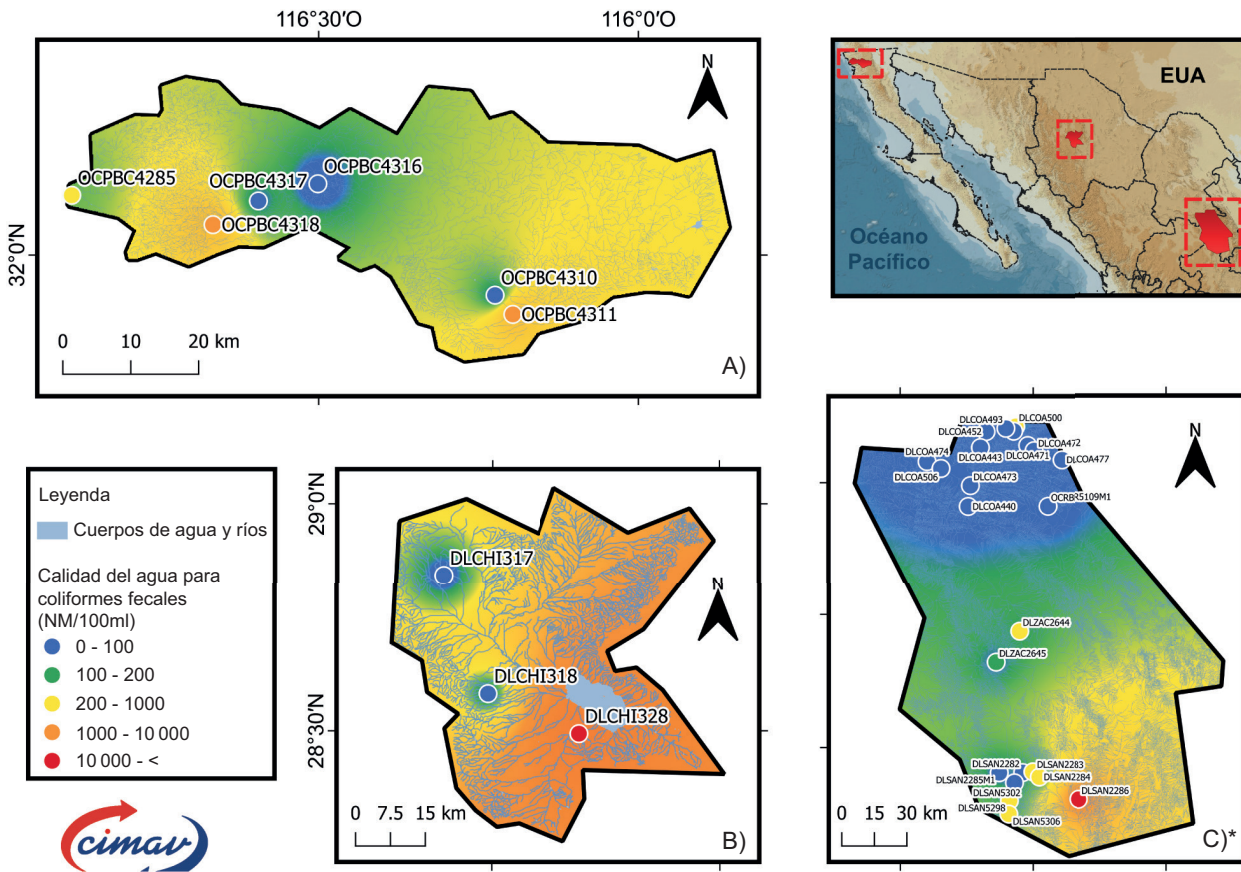 116°30′O
116°0′O
32°0′N
N
OCPBC4285
OCPBC4317
OCPBC4316
OCPBC4318
OCPBC4310
OCPBC4311
0 10 20 km
A)
EUA
Océano
Pacífico
Leyenda
Cuerpos de agua y ríos
Calidad del agua para
coliformes fecales
(NM/100ml)
0 - 100
100 - 200
200 - 1000
1000 - 10 000
10 000 - <
cimav
29°0′N
28°30′N
N
DLCHI317
DLCHI318
DLCHI328
0 7.5 15 km
B)
N
DLCOA493
DLCOA500
DLCOA452
DLCOA472
DLCOA474
DLCOA443
DLCOA471
DLCOA477
DLCOA506
DLCOA473
DLCOA440
OCRBR5109M1
DLZAC2644
DLZAC2645
DLSAN2282
DLSAN2283
DLSAN2285M1
DLSAN2284
DLSAN5302
DLSAN2286
DLSAN5298
DLSAN5306
0 15 30 km
C)*